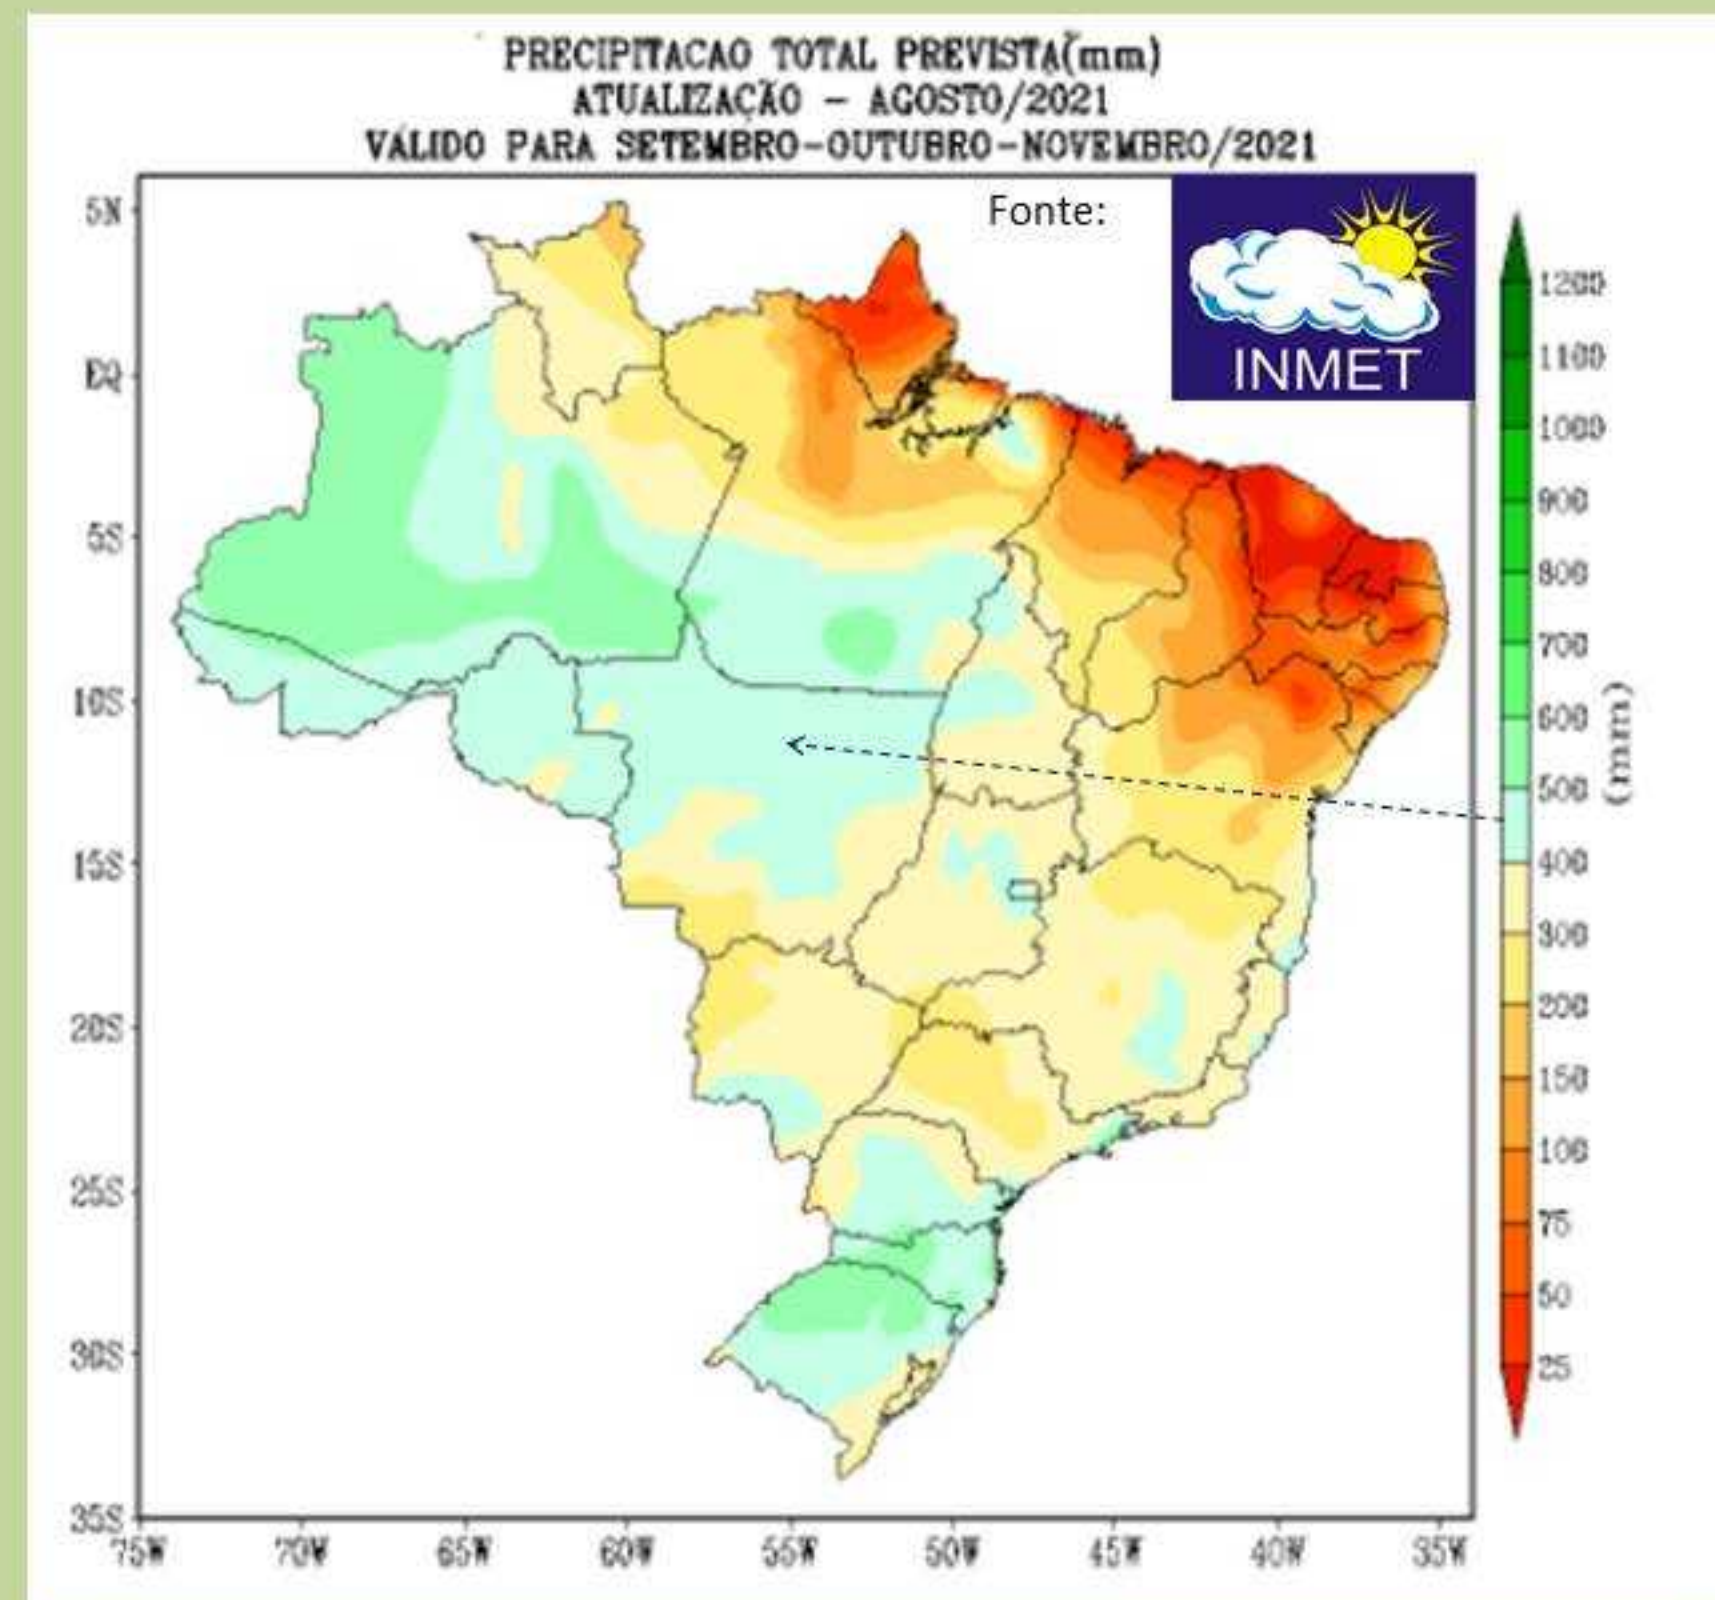 PRECIPITACAO TOTAL PREVISTA(mm)
ATUALIZAÇÃO - AGOSTO/2021
VÁLIDO PARA SETEMBRO-OUTUBRO-NOVEMBRO/2021
Fonte:
INMET
5N
EQ
5S
10S
15S
20S
25S
30S
35S
75W
70W
65W
60W
55W
50W
45W
40W
35W
1200
1100
1000
900
800
700
600
500
400
300
200
150
100
75
50
25
(mm)